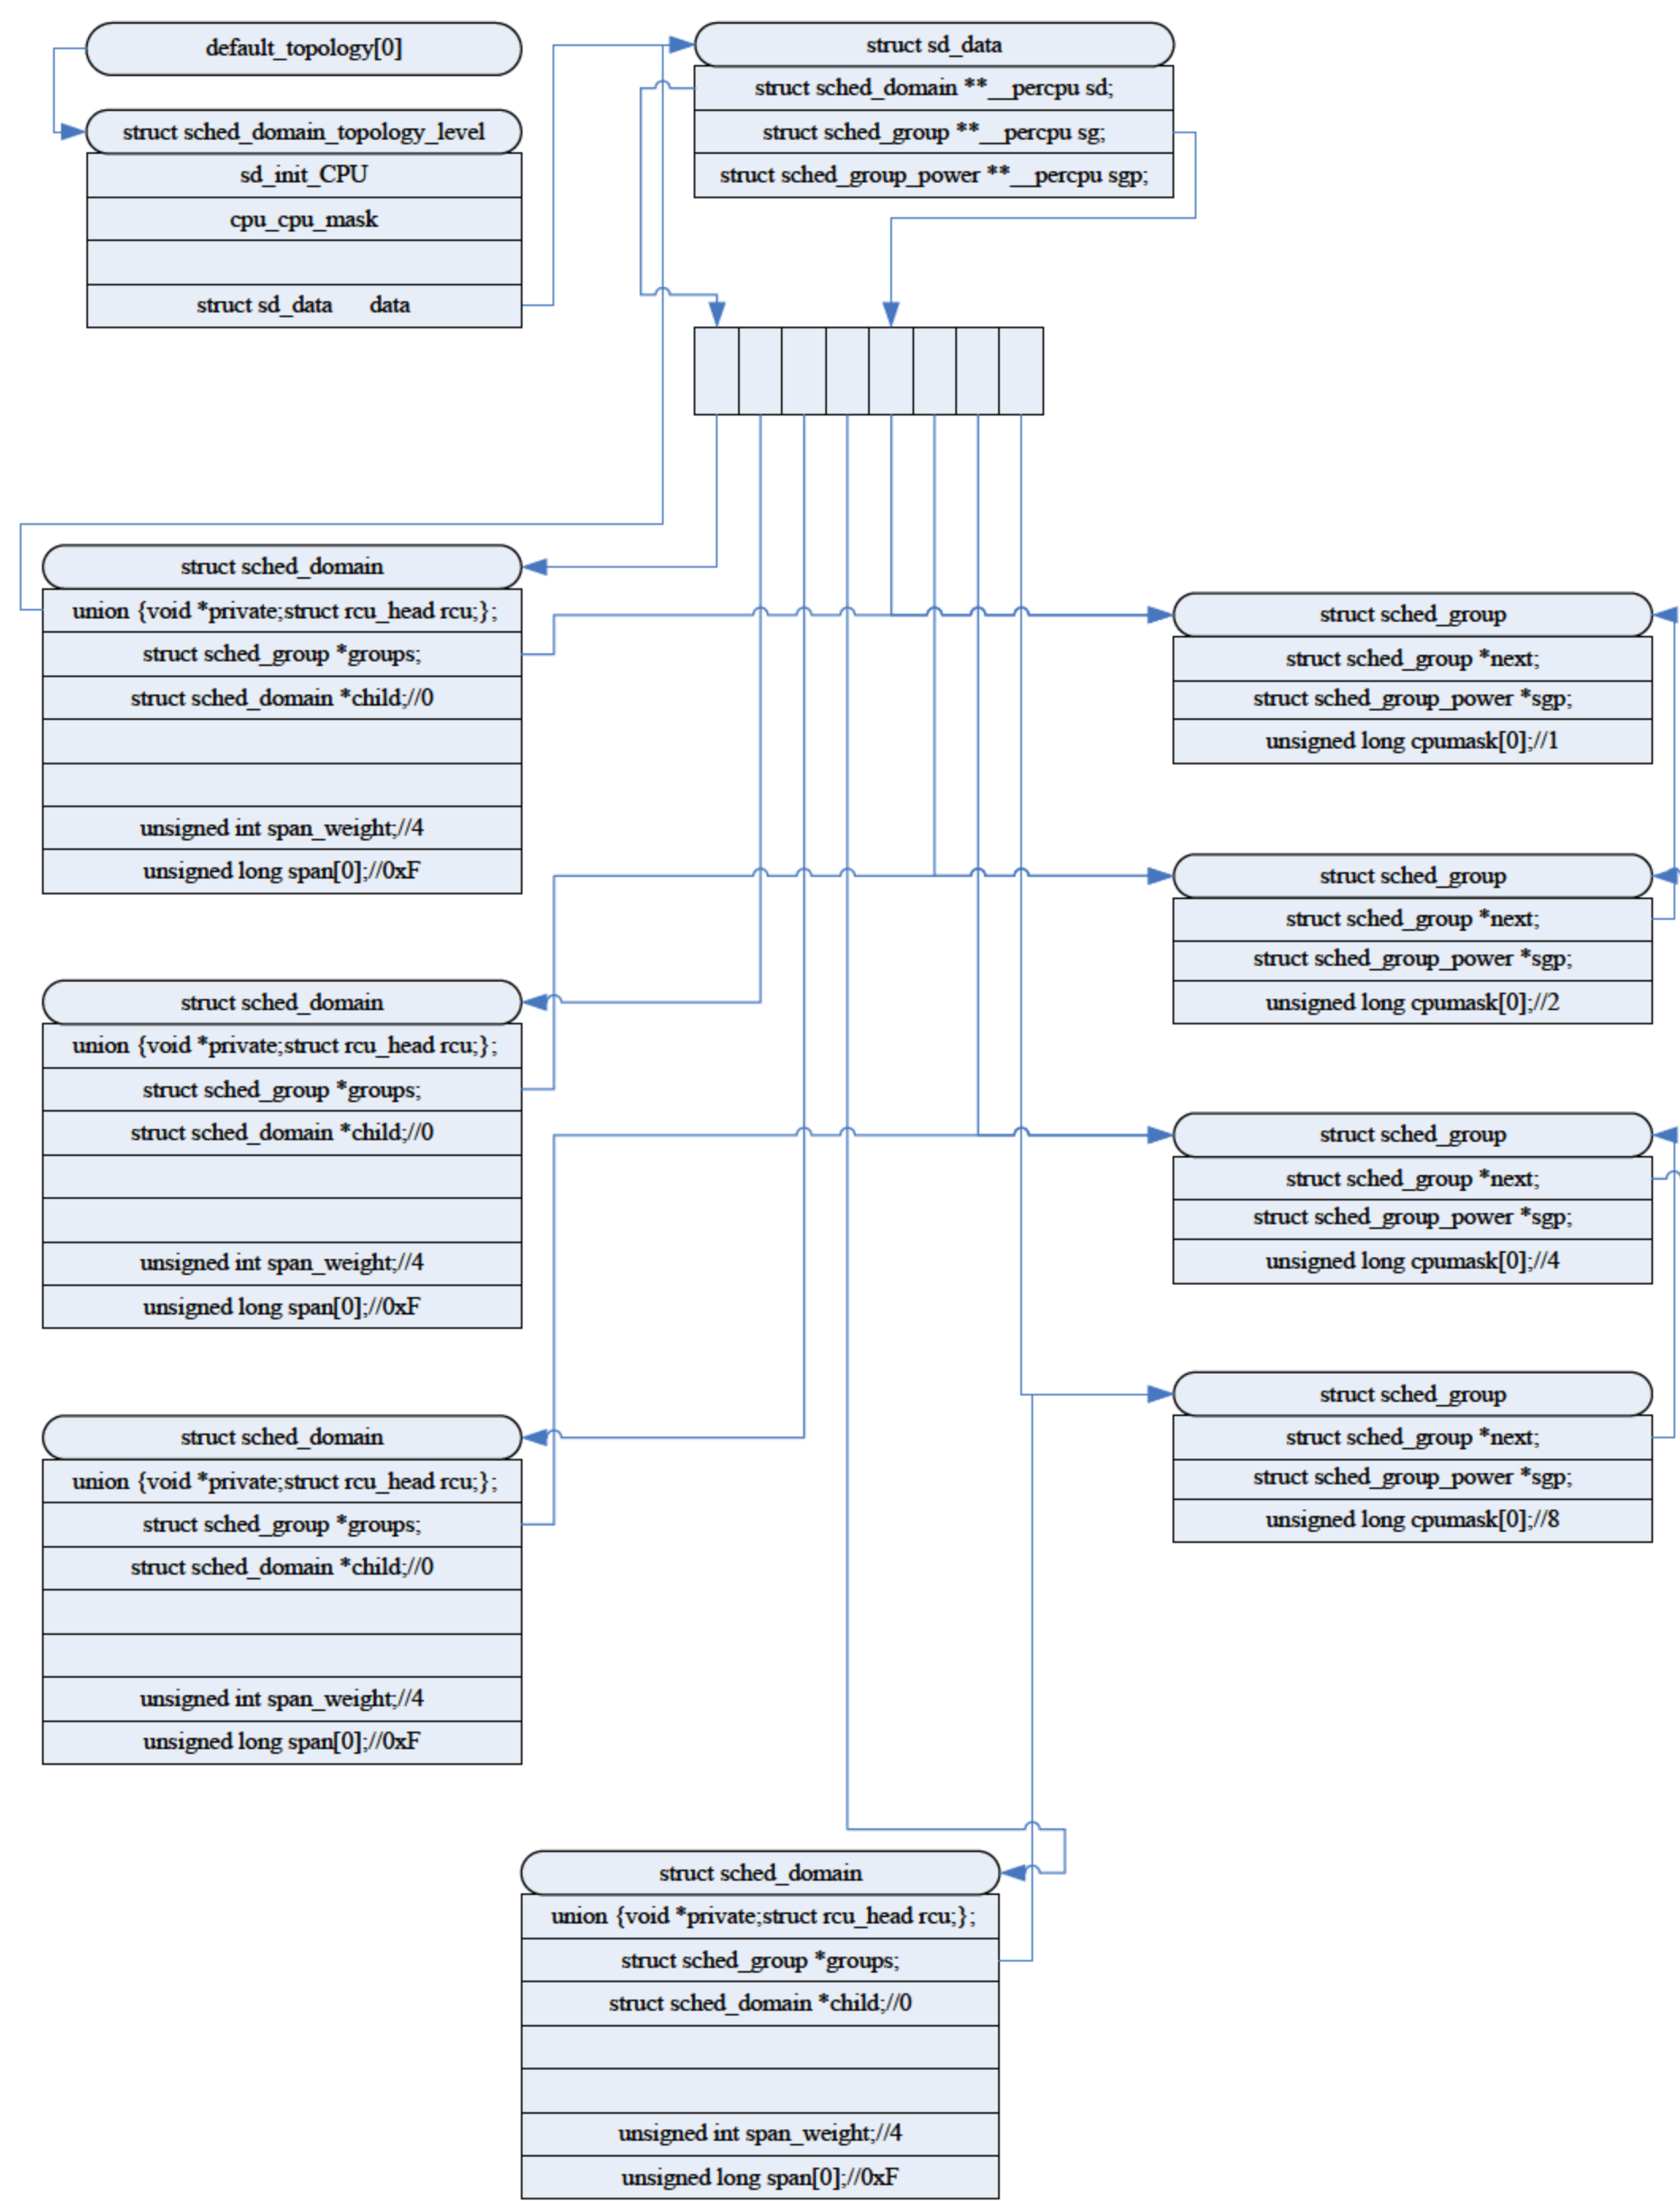 default_topology[0]
struct sched_domain_topology_level
sd_init_CPU
cpu_cpu_mask
struct sd_data data
struct sd_data
struct sched_domain **__percpu sd;
struct sched_group **__percpu sg;
struct sched_group_power **__percpu sgp;
struct sched_domain
union {void *private;struct rcu_head rcu;};
struct sched_group *groups;
struct sched_domain *child;//0
unsigned int span_weight;//4
unsigned long span[0];//0xF
struct sched_group
struct sched_group *next;
struct sched_group_power *sgp;
unsigned long cpumask[0];//1
struct sched_group
struct sched_group *next;
struct sched_group_power *sgp;
unsigned long cpumask[0];//2
struct sched_domain
union {void *private;struct rcu_head rcu;};
struct sched_group *groups;
struct sched_domain *child;//0
unsigned int span_weight;//4
unsigned long span[0];//0xF
struct sched_group
struct sched_group *next;
struct sched_group_power *sgp;
unsigned long cpumask[0];//4
struct sched_group
struct sched_group *next;
struct sched_group_power *sgp;
unsigned long cpumask[0];//8
struct sched_domain
union {void *private;struct rcu_head rcu;};
struct sched_group *groups;
struct sched_domain *child;//0
unsigned int span_weight;//4
unsigned long span[0];//0xF
struct sched_domain
union {void *private;struct rcu_head rcu;};
struct sched_group *groups;
struct sched_domain *child;//0
unsigned int span_weight;//4
unsigned long span[0];//0xF